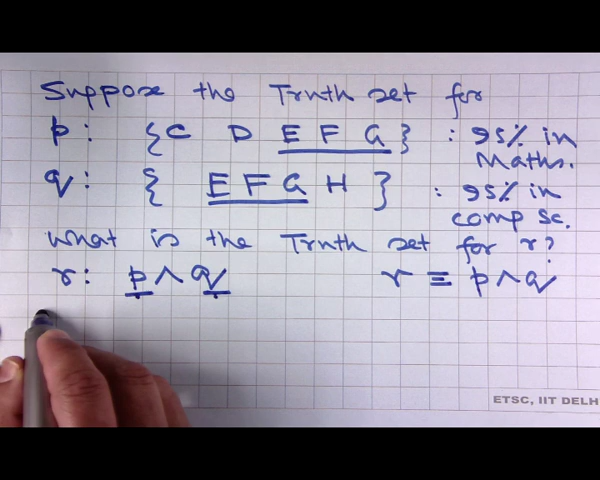 Suppose the Truth set for
p: {C D E F G} : 95% in
Maths.
q: { E F G H } : 95% in
comp sc.
what is the Truth set for r?
r: p ∧ q r ≡ p ∧ q
ETSC, IIT DELH